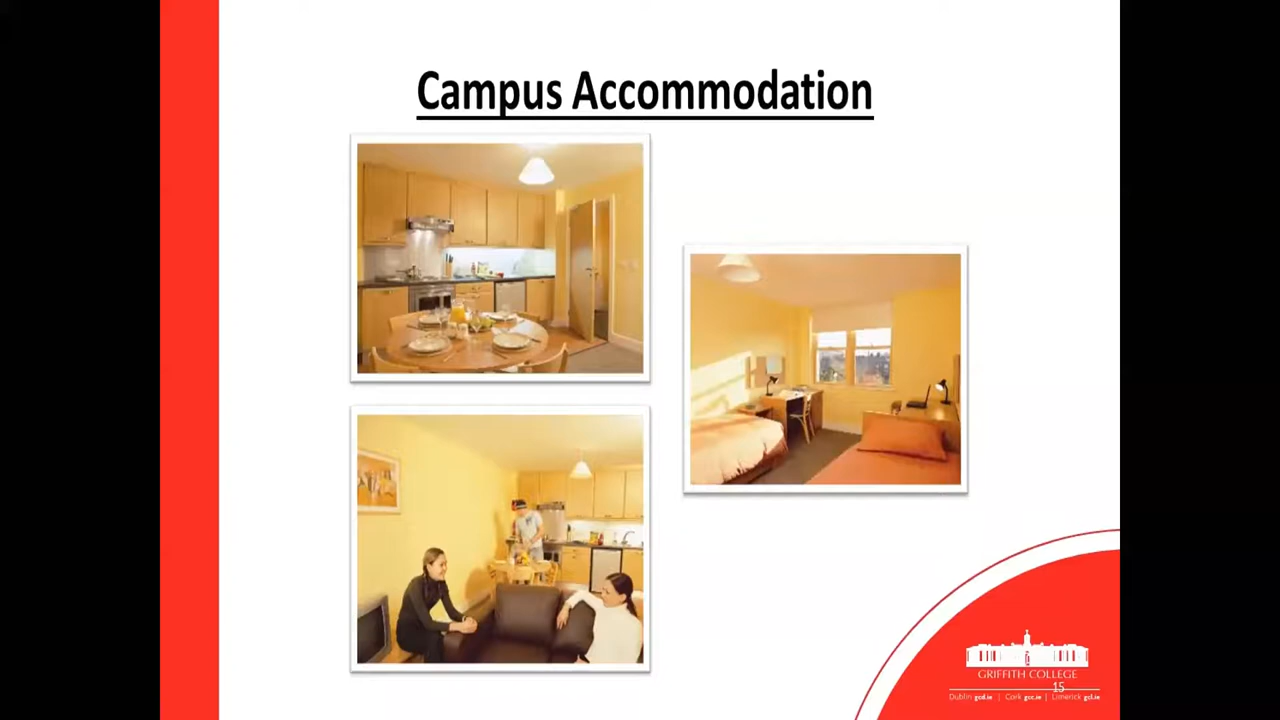 Campus Accommodation
GRIFFITH COLLEGE
15
Dublin gcd.ie | Cork gcc.ie | Limerick gcl.ie